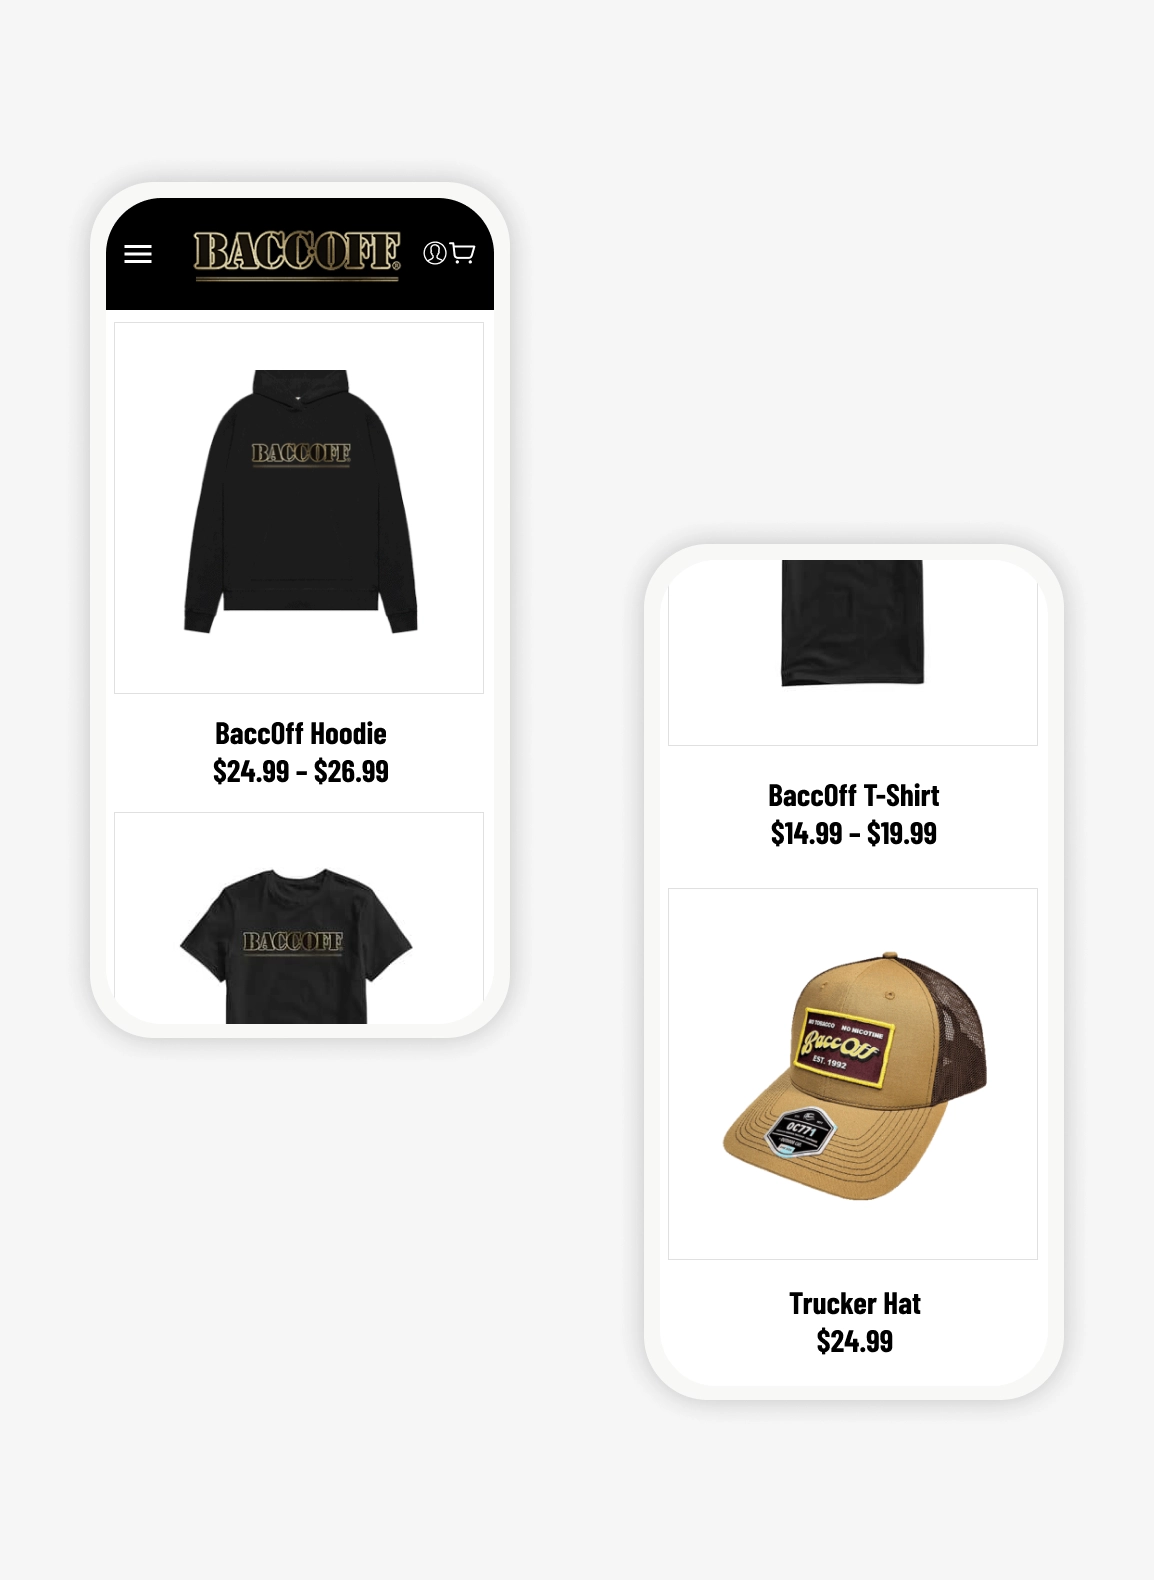 BACCOFF®
BACCOFF
BaccOff Hoodie
$24.99 – $26.99
BACCOFF
BaccOff T-Shirt
$14.99 – $19.99
NO TOBACCO NO NICOTINE
BaccOff
EST. 1992
OC771
Trucker Hat
$24.99